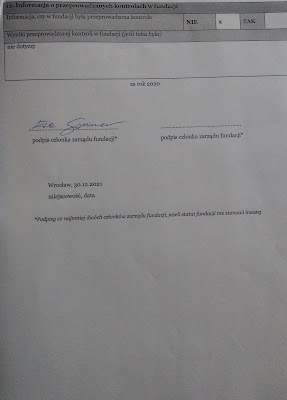 12. Informacja o przeprowadzonych kontrolach w fundacji
Informacja, czy w fundacji była przeprowadzona kontrola NIE x TAK
Wyniki przeprowadzonej kontroli w fundacji (jeśli taka była)
nie dotyczy
za rok 2020
podpis członka zarządu fundacji* podpis członka zarządu fundacji*
Wrocław, 30.12.2021
miejscowość, data
*Podpisy co najmniej dwóch członków zarządu fundacji, jeżeli statut fundacji nie stanowi inaczej.